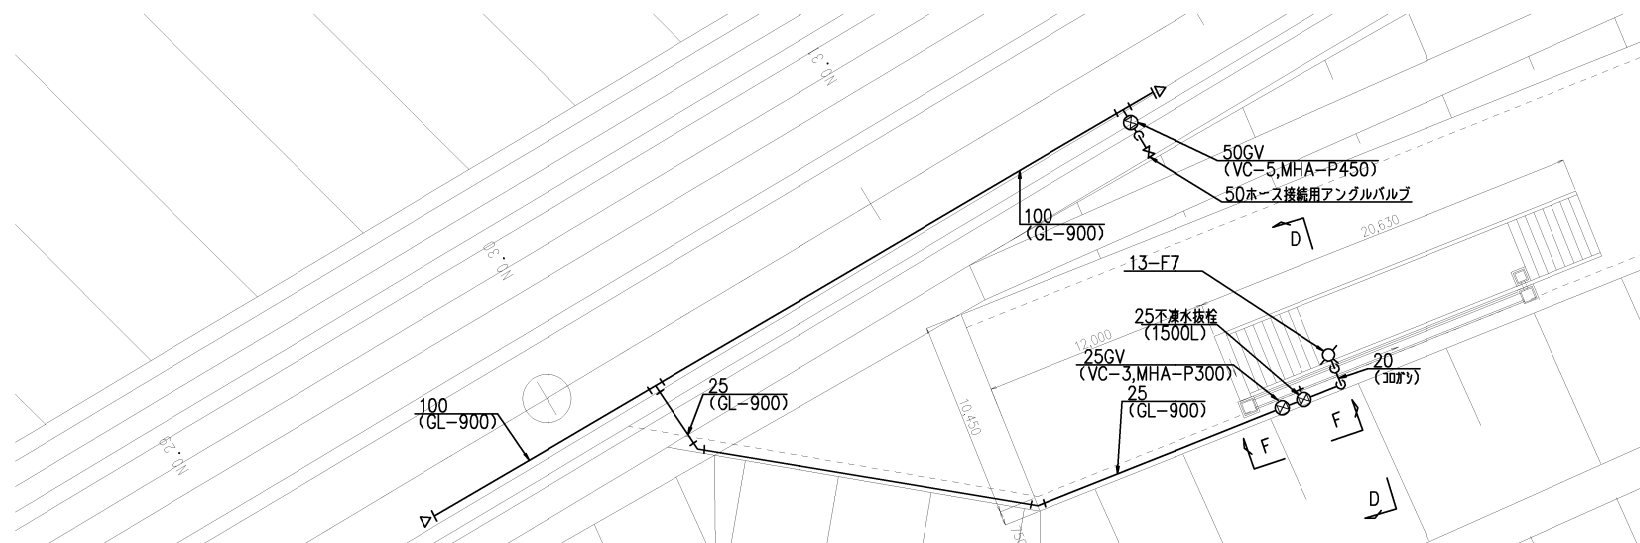 NO.31
50GV
(VC-5,MHA-P450)
50ホース接続用アングルバルブ
100
(GL-900)
20,630
D
NO.30
13-F7
25不凍水抜栓
(1500L)
12,000
25GV
(VC-3,MHA-P300)
20
(コロガシ)
25
(GL-900)
25
(GL-900)
100
(GL-900)
10,450
F
F
NO.29
D
750